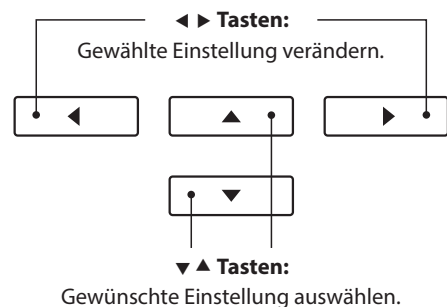 ◀ ▶ Tasten:
Gewählte Einstellung verändern.
◀ ▲ ▶
▼
▼ ▲ Tasten:
Gewünschte Einstellung auswählen.